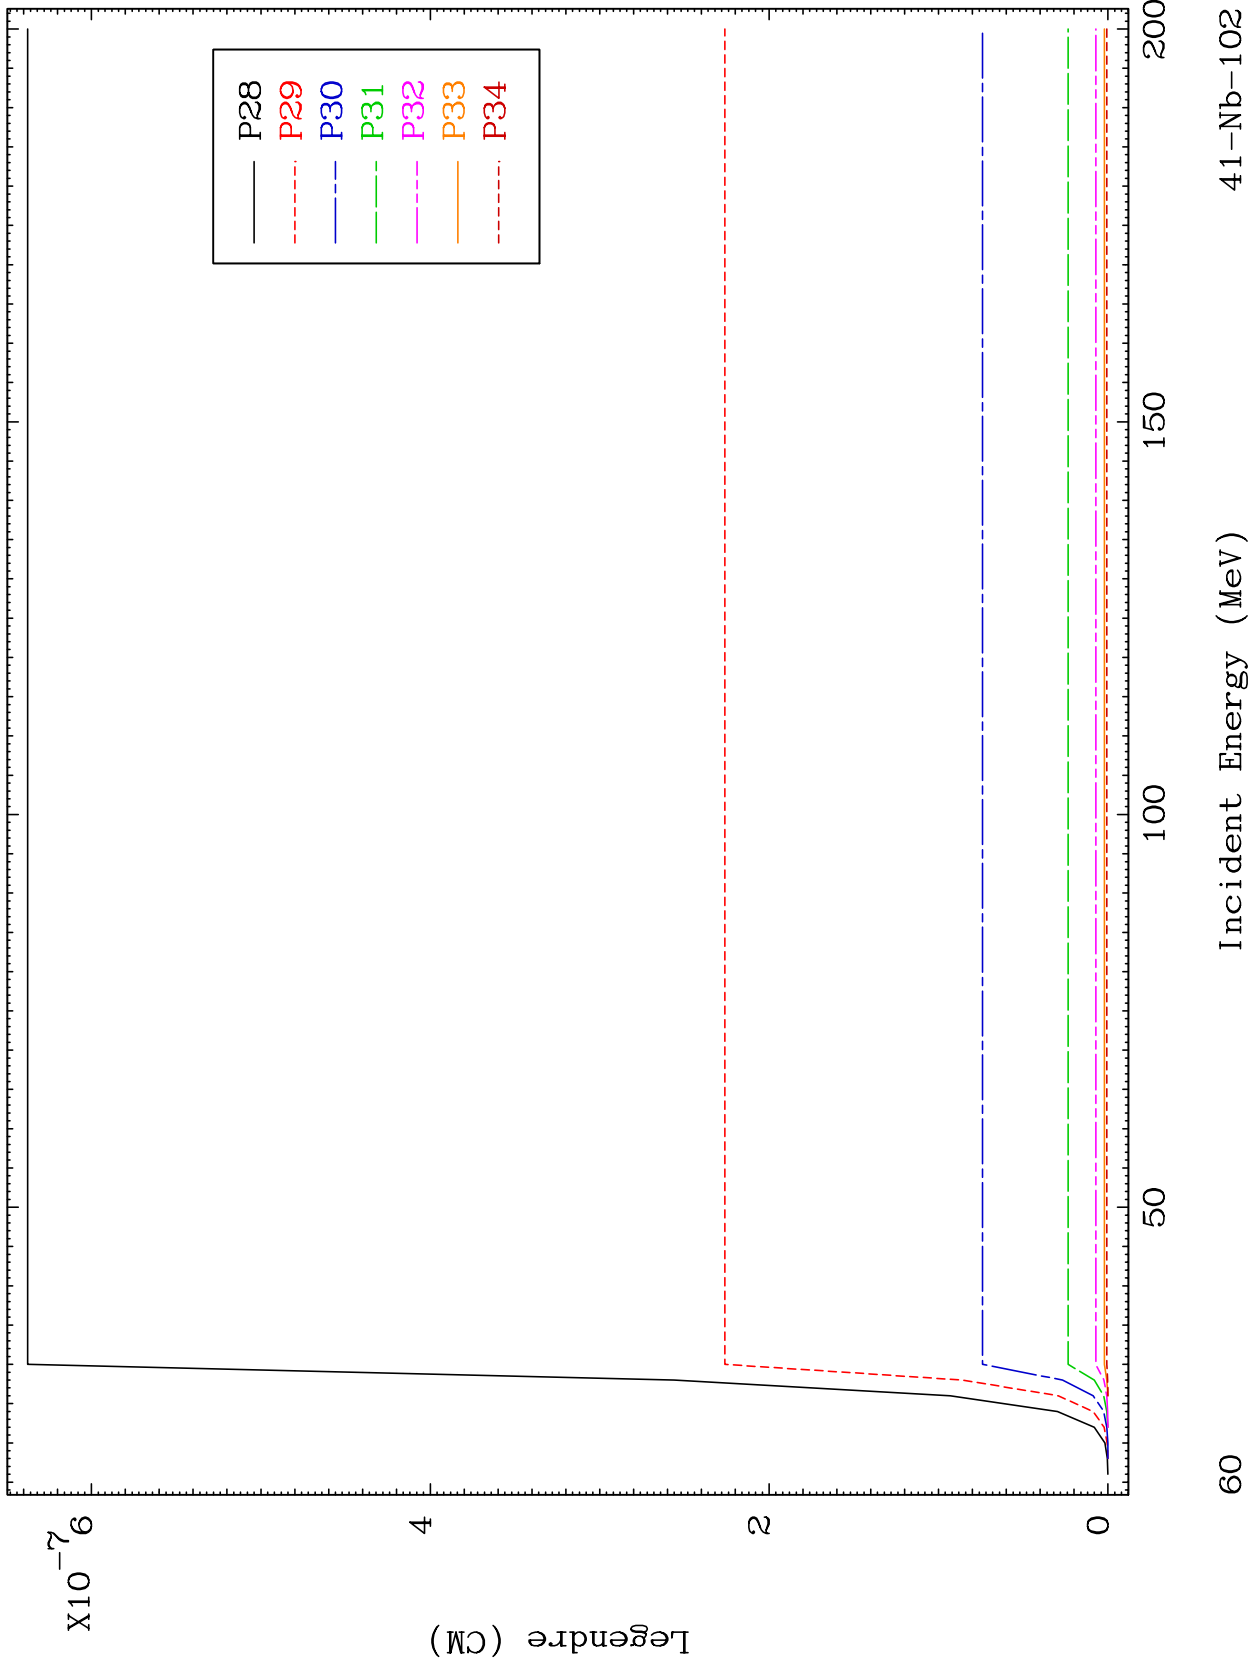 X10-7
6
4
2
0
Legendre (CM)
P28
P29
P30
P31
P32
P33
P34
50
100
150
200
60
Incident Energy (MeV)
41-Nb-102